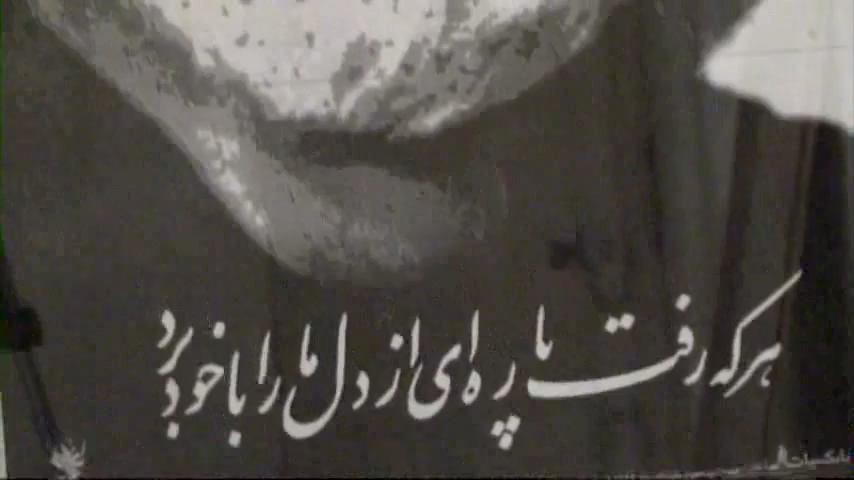 هر که رفت پاره ای از دل ما را با خود برد